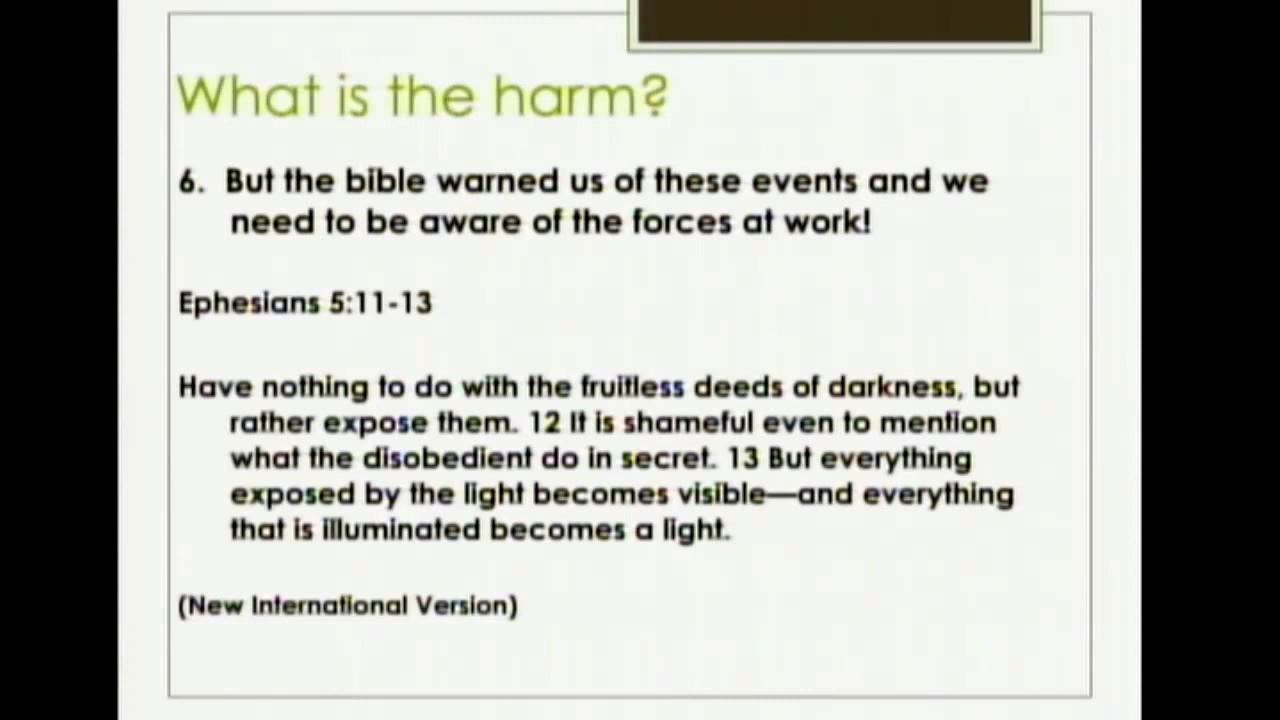 What is the harm?
6. But the bible warned us of these events and we
need to be aware of the forces at work!
Ephesians 5:11-13
Have nothing to do with the fruitless deeds of darkness, but
rather expose them. 12 It is shameful even to mention
what the disobedient do in secret. 13 But everything
exposed by the light becomes visible—and everything
that is illuminated becomes a light.
(New International Version)